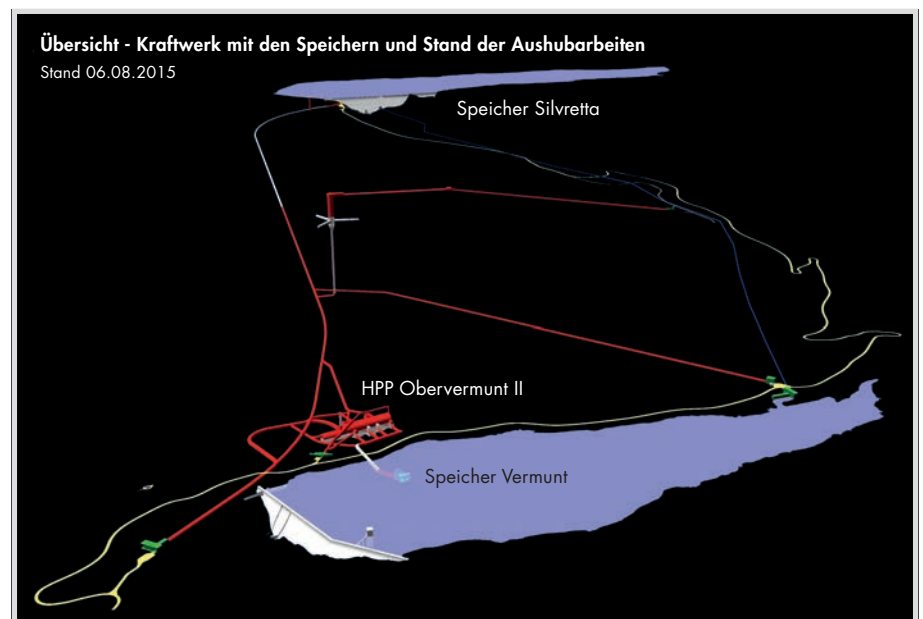 Übersicht - Kraftwerk mit den Speichern und Stand der Aushubarbeiten
Stand 06.08.2015
Speicher Silvretta
HPP Obervermunt II
Speicher Vermunt